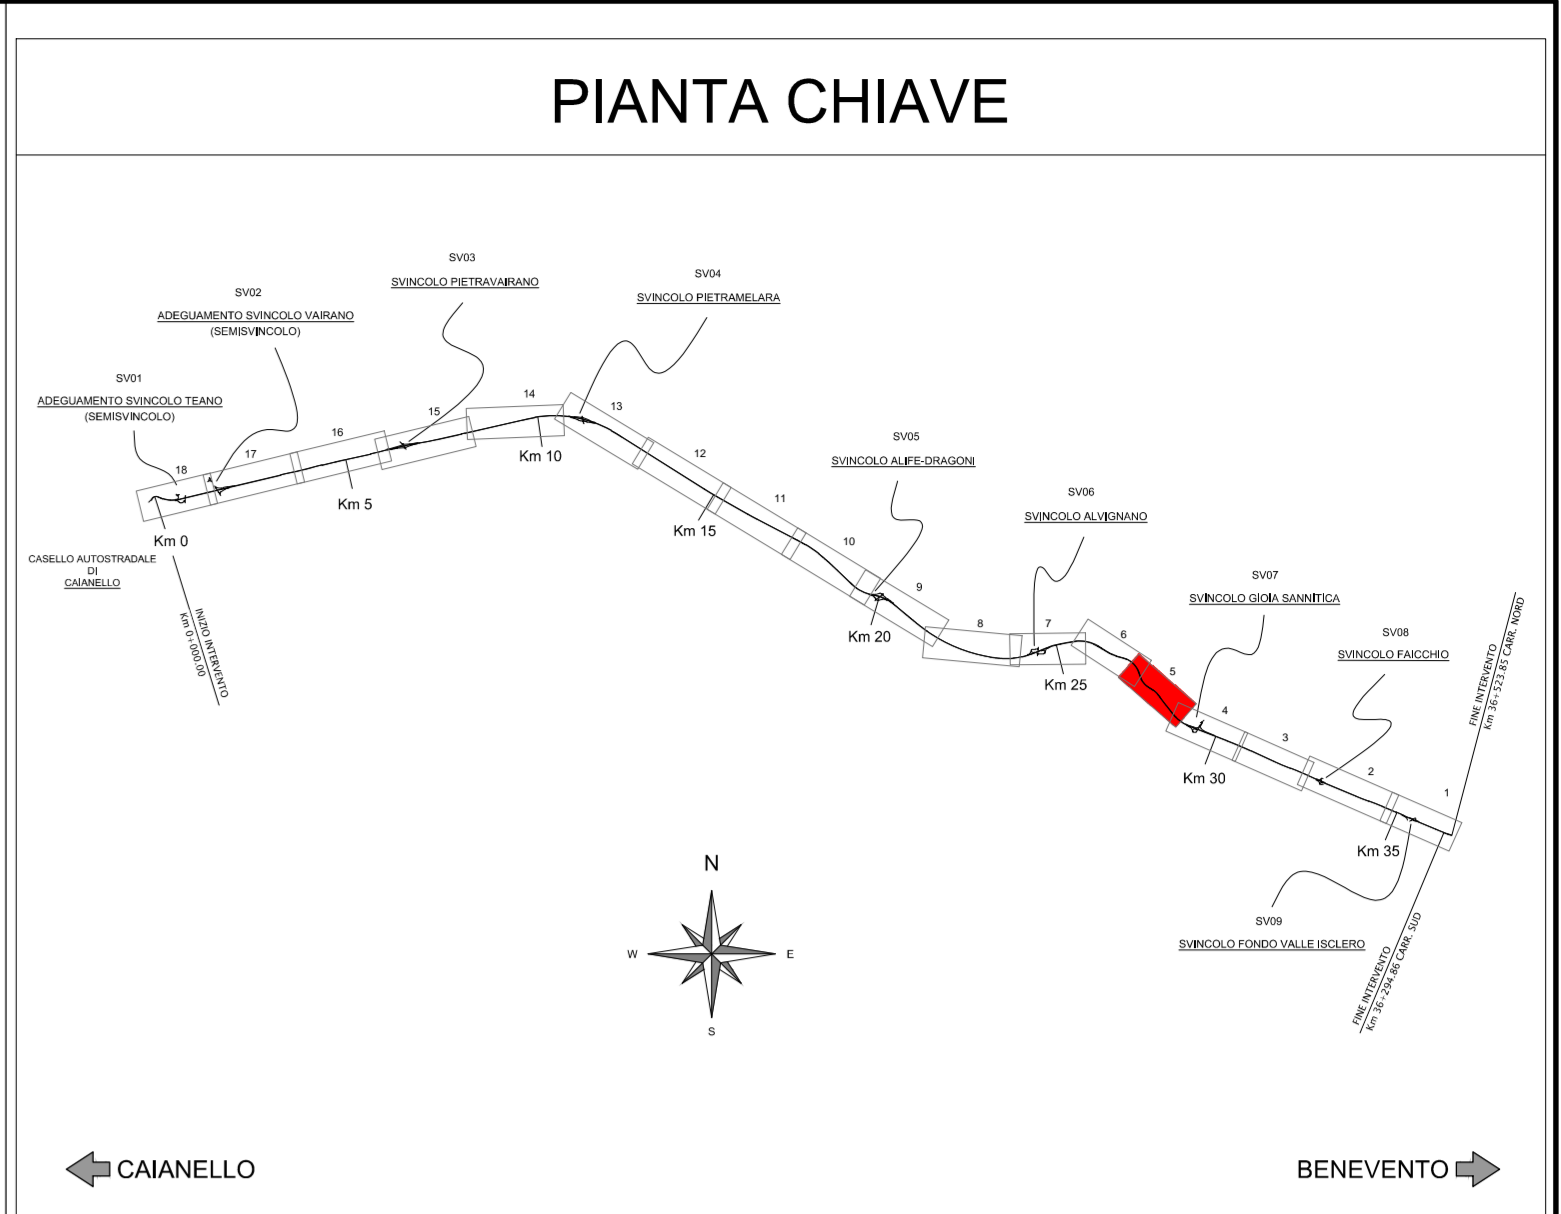 PIANTA CHIAVE
SV03
SVINCOLO PIETRAVAIRANO
SV04
SVINCOLO PIETRAMELARA
SV02
ADEGUAMENTO SVINCOLO VAIRANO
(SEMISVINCOLO)
SV01
ADEGUAMENTO SVINCOLO TEANO
(SEMISVINCOLO)
14
13
15
16
17
18
12
11
10
9
8
7
6
5
4
3
2
1
SV05
SVINCOLO ALIFE-DRAGONI
SV06
SVINCOLO ALVIGNANO
SV07
SVINCOLO GIOIA SANNITICA
SV08
SVINCOLO FAICCHIO
Km 0
Km 5
Km 10
Km 15
Km 20
Km 25
Km 30
Km 35
CASELLO AUTOSTRADALE
DI
CAIANELLO
INIZIO INTERVENTO
Km 0+000.00
FINE INTERVENTO
Km 36+523.85 CARR. NORD
SV09
SVINCOLO FONDO VALLE ISCLERO
FINE INTERVENTO
Km 36+294.86 CARR. SUD
N
W
E
S
CAIANELLO
BENEVENTO